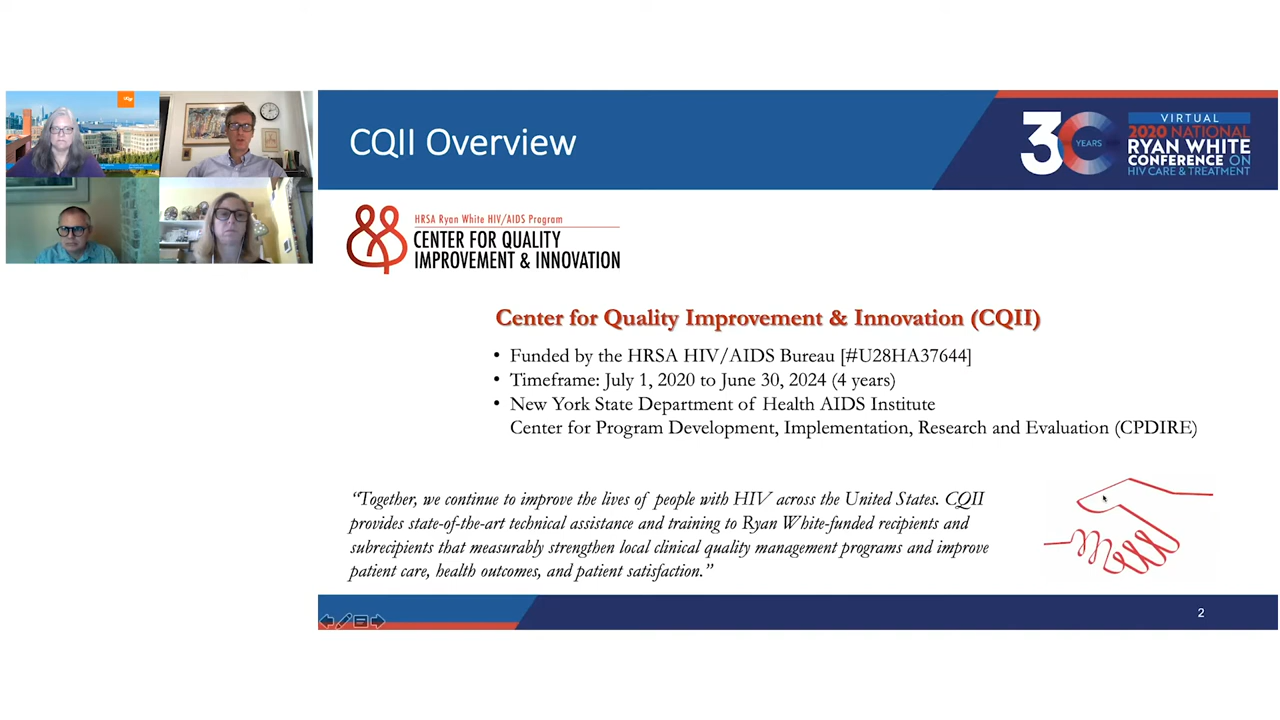 CQII Overview
30
YEARS
VIRTUAL
2020 NATIONAL
RYAN WHITE
CONFERENCE ON
HIV CARE & TREATMENT
HRSA Ryan White HIV/AIDS Program
CENTER FOR QUALITY
IMPROVEMENT & INNOVATION
Center for Quality Improvement & Innovation (CQII)
• Funded by the HRSA HIV/AIDS Bureau [#U28HA37644]
• Timeframe: July 1, 2020 to June 30, 2024 (4 years)
• New York State Department of Health AIDS Institute
Center for Program Development, Implementation, Research and Evaluation (CPDIRE)
“Together, we continue to improve the lives of people with HIV across the United States. CQII
provides state-of-the-art technical assistance and training to Ryan White-funded recipients and
subrecipients that measurably strengthen local clinical quality management programs and improve
patient care, health outcomes, and patient satisfaction.”
2